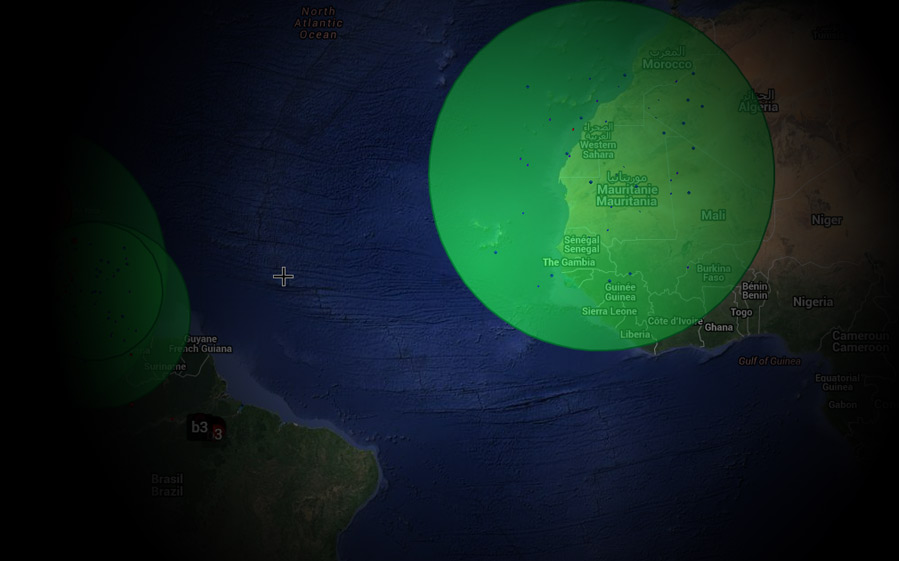 North
Atlantic
Ocean
المغرب
Morocco
Algeria
الصحراء
الغربية
Western
Sahara
موريتانيا
Mauritanie
Mauritania
Mali
Niger
Sénégal
Senegal
The Gambia
Burkina
Faso
Guinée
Guinea
Bénin
Benin
Nigeria
Sierra Leone
Togo
Côte d'Ivoire
Ghana
Liberia
Cameroun
Cameroon
Guyane
French Guiana
Gulf of Guinea
Suriname
Equatorial
Guinea
Gabon
b3
3
Brasil
Brazil